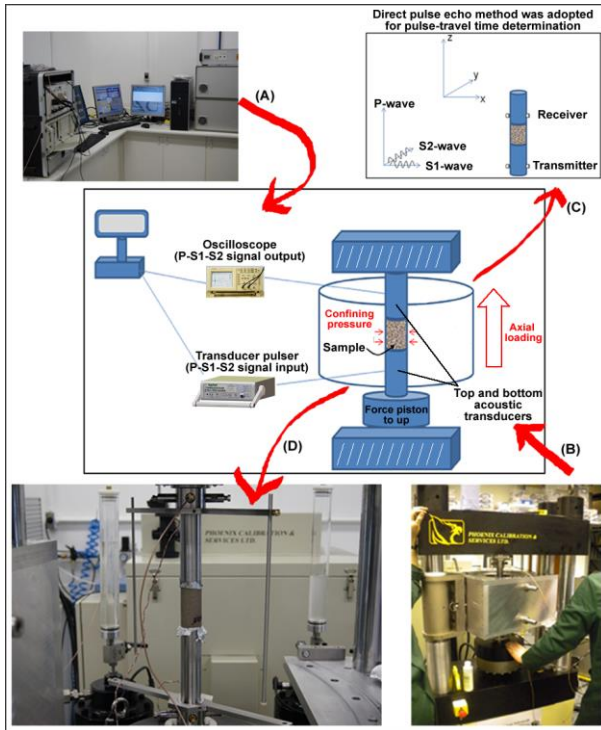 Direct pulse echo method was adopted
for pulse-travel time determination
z
y
x
P-wave
S2-wave
S1-wave
Receiver
Transmitter
(A)
(C)
Oscilloscope
(P-S1-S2 signal output)
Confining
pressure
Sample
Axial
loading
Transducer pulser
(P-S1-S2 signal input)
Force piston
to up
Top and bottom
acoustic
transducers
(D)
(B)
PHOENIX CALIBRATION &
SERVICES LTD.
PHOENIX CALIBRATION &
SERVICES LTD.